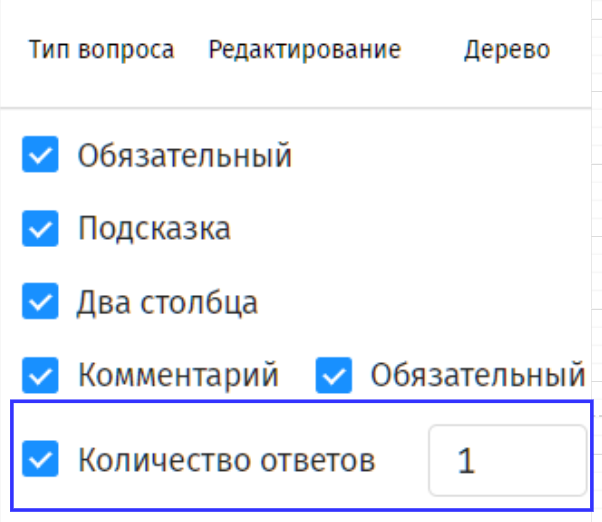 Тип вопроса Редактирование Дерево
Обязательный
Подсказка
Два столбца
Комментарий Обязательный
Количество ответов 1